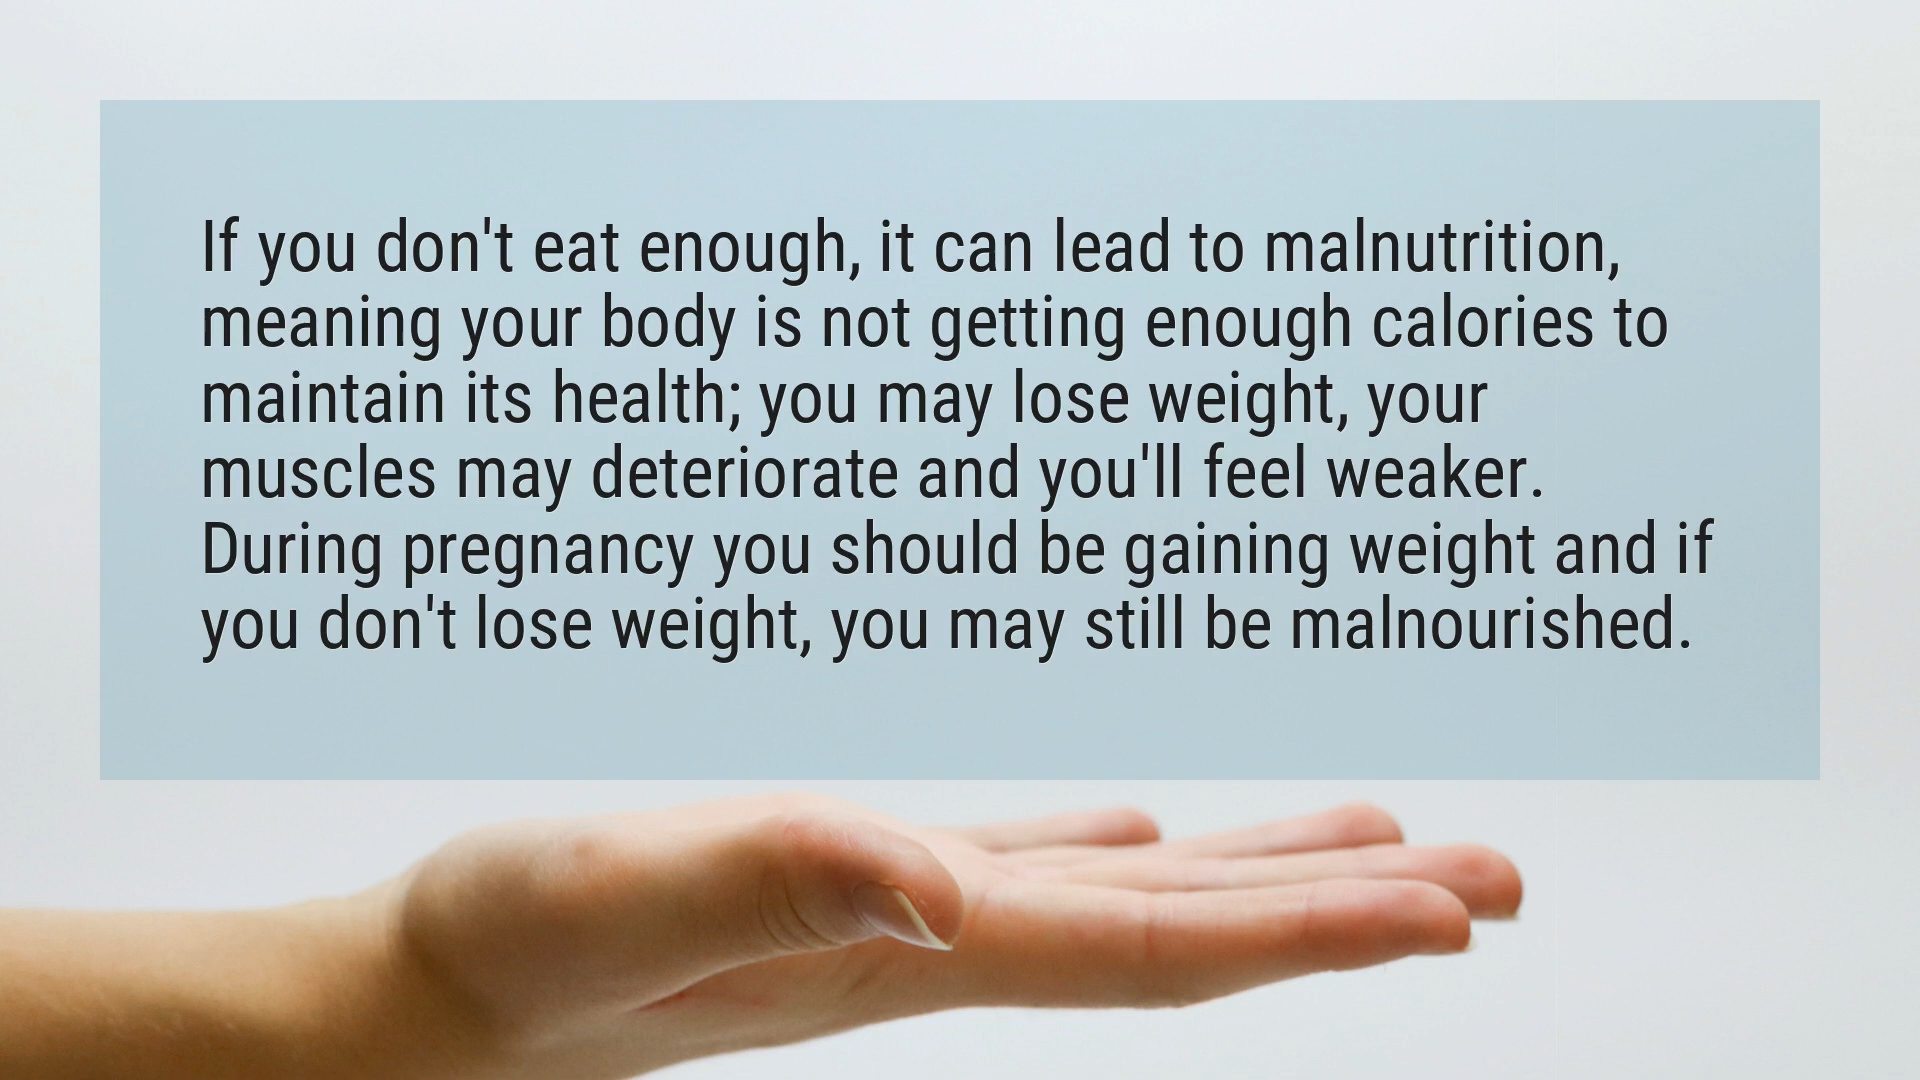 If you don't eat enough, it can lead to malnutrition,
meaning your body is not getting enough calories to
maintain its health; you may lose weight, your
muscles may deteriorate and you'll feel weaker.
During pregnancy you should be gaining weight and if
you don't lose weight, you may still be malnourished.